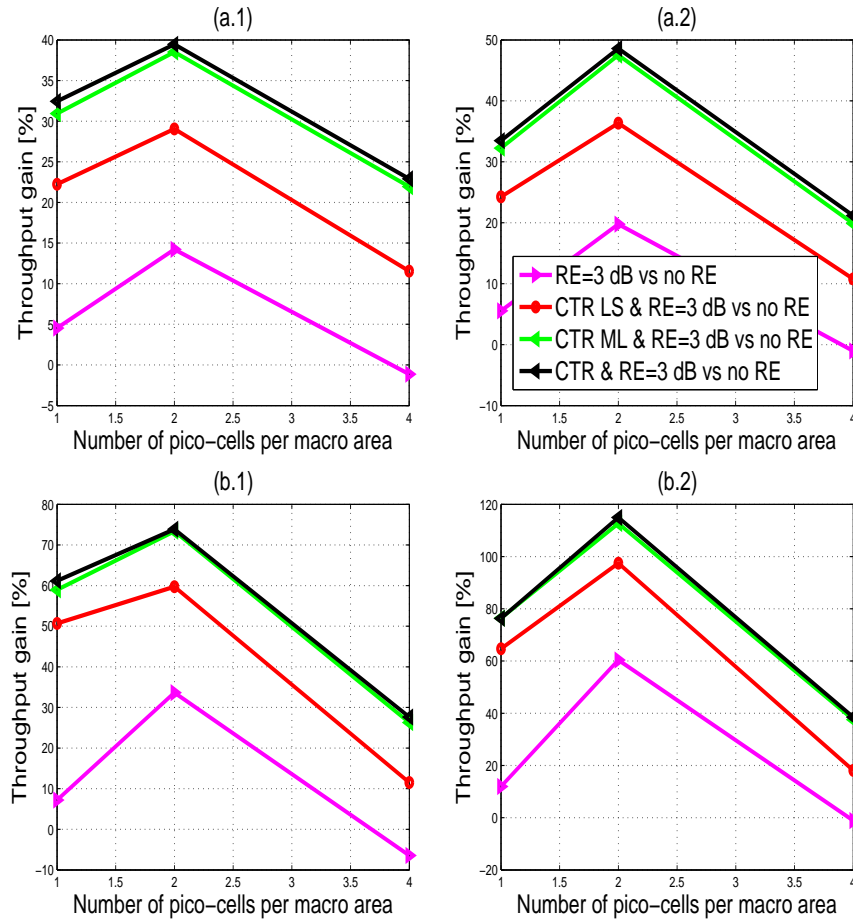 (a.1)
Throughput gain [%]
40
35
30
25
20
15
10
5
0
−5
1 1.5 2 2.5 3 3.5 4
Number of pico−cells per macro area
(a.2)
Throughput gain [%]
50
40
30
20
10
0
−10
1 1.5 2 2.5 3 3.5 4
Number of pico−cells per macro area
RE=3 dB vs no RE
CTR LS & RE=3 dB vs no RE
CTR ML & RE=3 dB vs no RE
CTR & RE=3 dB vs no RE
(b.1)
Throughput gain [%]
80
70
60
50
40
30
20
10
0
−10
1 1.5 2 2.5 3 3.5 4
Number of pico−cells per macro area
(b.2)
Throughput gain [%]
120
100
80
60
40
20
0
−20
1 1.5 2 2.5 3 3.5 4
Number of pico−cells per macro area